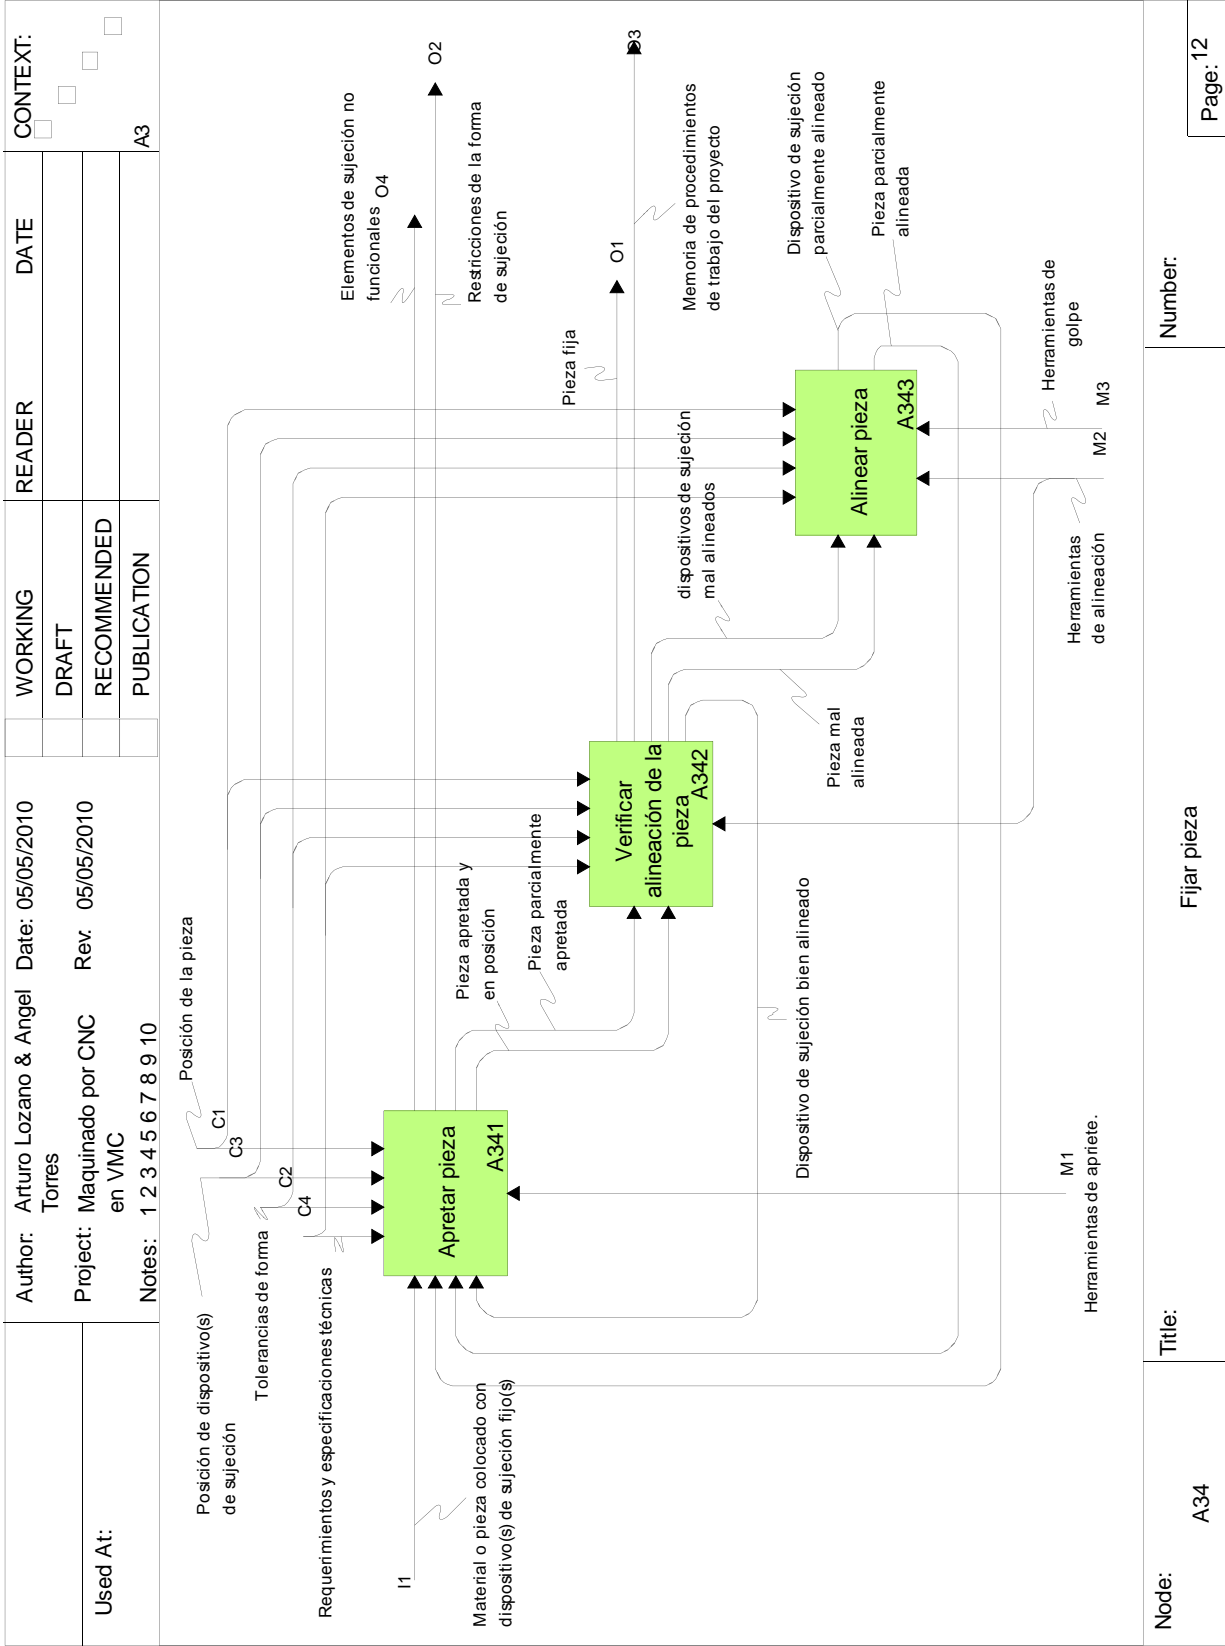 Used At:
Author: Arturo Lozano & Angel
Torres
Date: 05/05/2010
Project: Maquinado por CNC
en VMC
Rev. 05/05/2010
Notes: 1 2 3 4 5 6 7 8 9 10
WORKING
DRAFT
RECOMMENDED
PUBLICATION
READER
DATE
CONTEXT:
A3
Posición de la pieza
C1
C3
C2
C4
Posición de dispositivo(s)
de sujeción
Tolerancias de forma
Requerimientos y especificaciones técnicas
I1
Material o pieza colocado con
dispositivo(s) de sujeción fijo(s)
Apretar pieza
A341
Pieza apretada y
en posición
Pieza parcialmente
apretada
Verificar
alineación de la
pieza
A342
Elementos de sujeción no
funcionales
O4
O2
Restricciones de la forma
de sujeción
Pieza fija
O1
O3
Memoria de procedimientos
de trabajo del proyecto
dispositivos de sujeción
mal alineados
Pieza mal
alineada
Alinear pieza
A343
Dispositivo de sujeción
parcialmente alineado
Pieza parcialmente
alineada
Dispositivo de sujeción bien alineado
Herramientas de
golpe
Herramientas
de alineación
M1
M2
M3
Herramientas de apriete.
Node:
A34
Title:
Fijar pieza
Number:
Page: 12